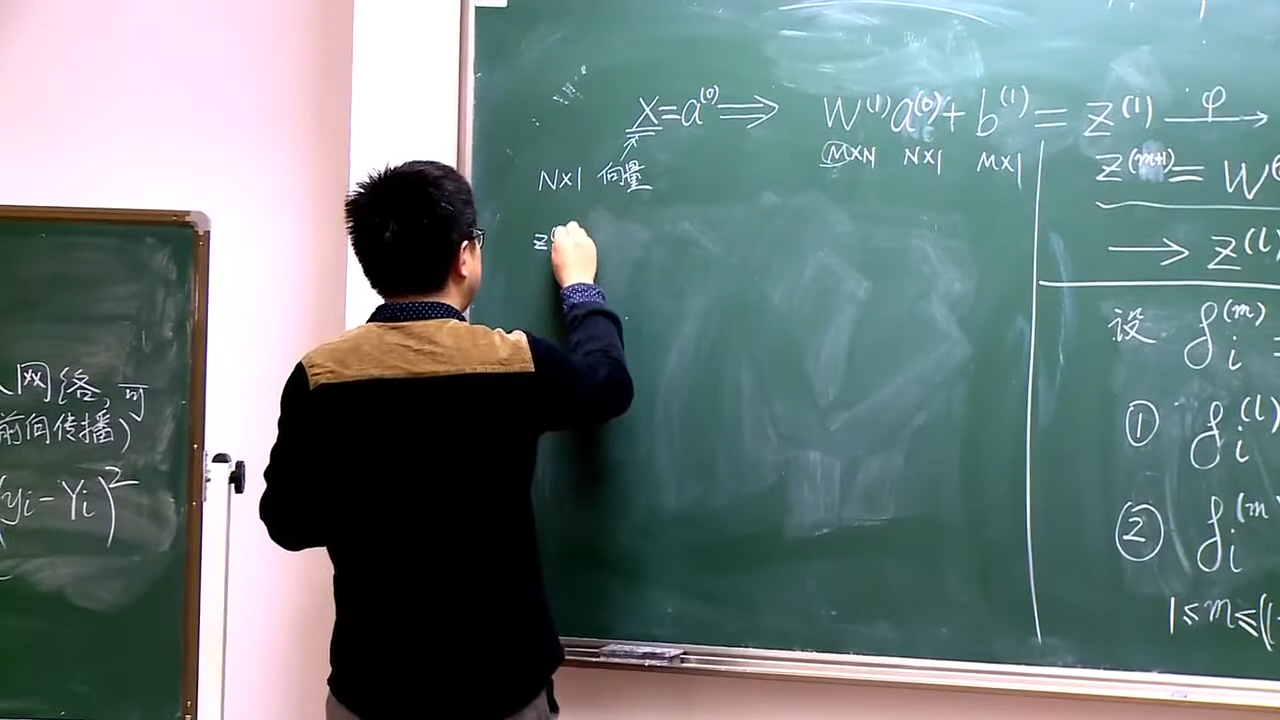 X=a⁽⁰⁾ ⟹ W⁽¹⁾a⁽⁰⁾+b⁽¹⁾=z⁽¹⁾ —φ→
N×1 向量 M×N N×1 M×1
z
z⁽ᵐ⁺¹⁾=W
→ z⁽ˡ⁾
设 δᵢ⁽ᵐ⁾
① δᵢ⁽ˡ⁾
② δᵢ⁽ᵐ
1≤m≤
网络,可
前向传播)
(yi-Yi)²